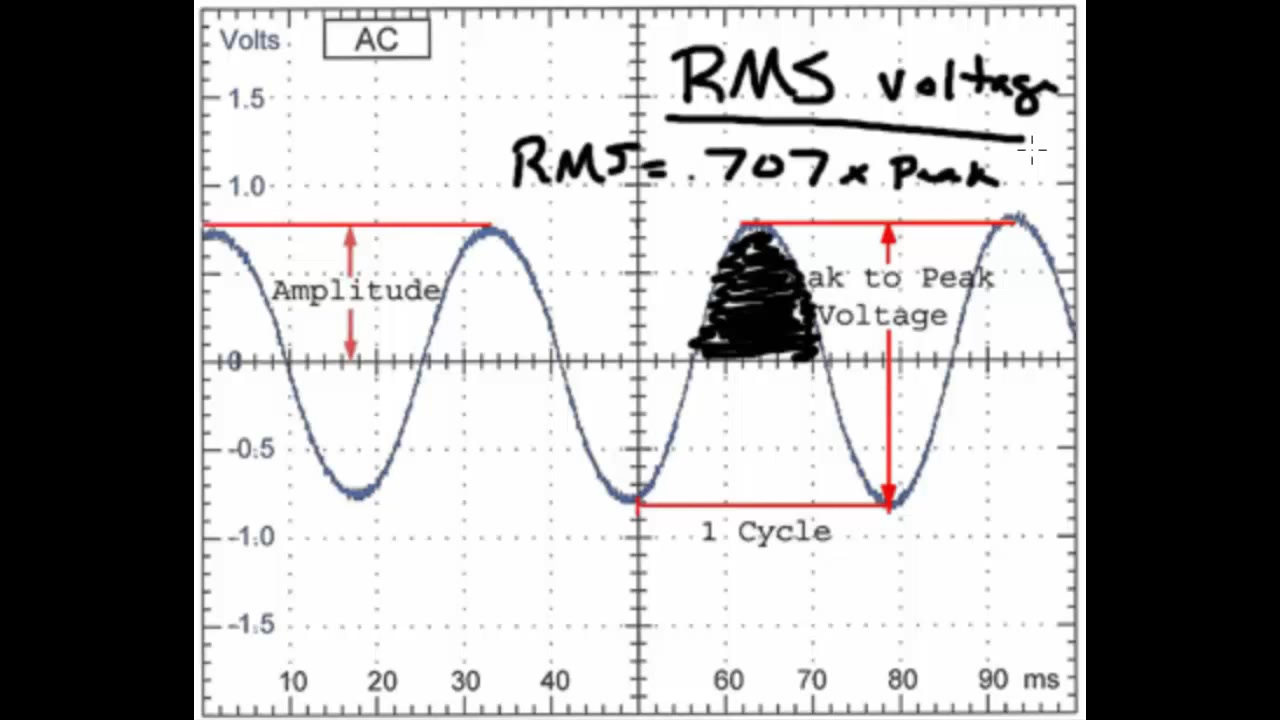 Volts
AC
RMS voltage
1.5
RMS = .707 x Peak
1.0
ak to Peak
Amplitude
Voltage
0
-0.5
1 Cycle
-1.0
-1.5
10 20 30 40 60 70 80 90 ms